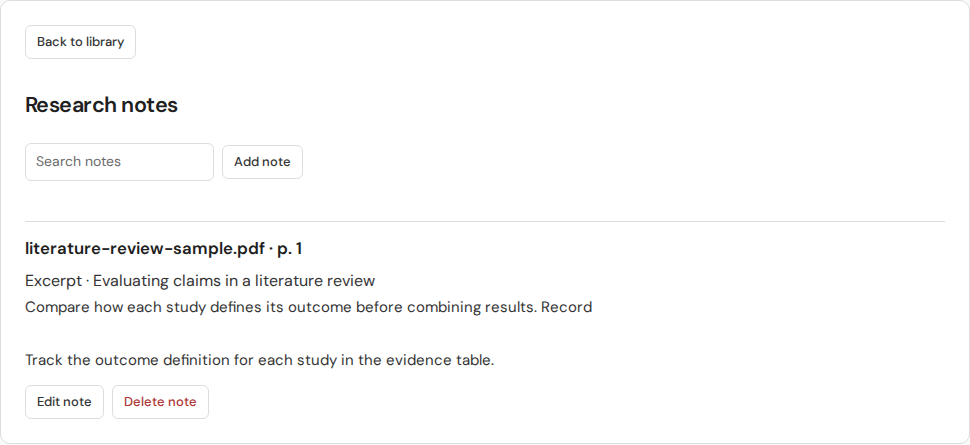 Back to library
Research notes
Search notes
Add note
literature-review-sample.pdf · p. 1
Excerpt · Evaluating claims in a literature review
Compare how each study defines its outcome before combining results. Record
Track the outcome definition for each study in the evidence table.
Edit note
Delete note